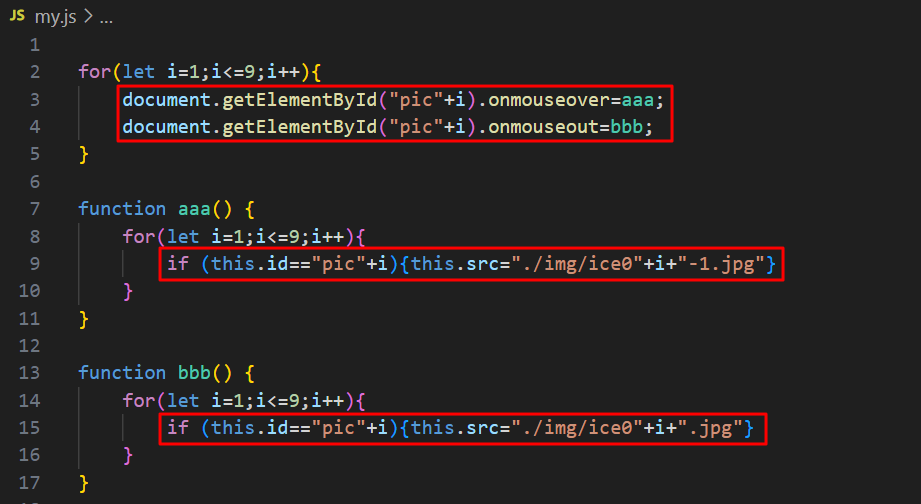 JS my.js > ...
1
2 for(let i=1;i<=9;i++){
3 document.getElementById("pic"+i).onmouseover=aaa;
4 document.getElementById("pic"+i).onmouseout=bbb;
5 }
6
7 function aaa() {
8 for(let i=1;i<=9;i++){
9 if (this.id=="pic"+i){this.src="./img/ice0"+i+"-1.jpg"}
10 }
11 }
12
13 function bbb() {
14 for(let i=1;i<=9;i++){
15 if (this.id=="pic"+i){this.src="./img/ice0"+i+".jpg"}
16 }
17 }